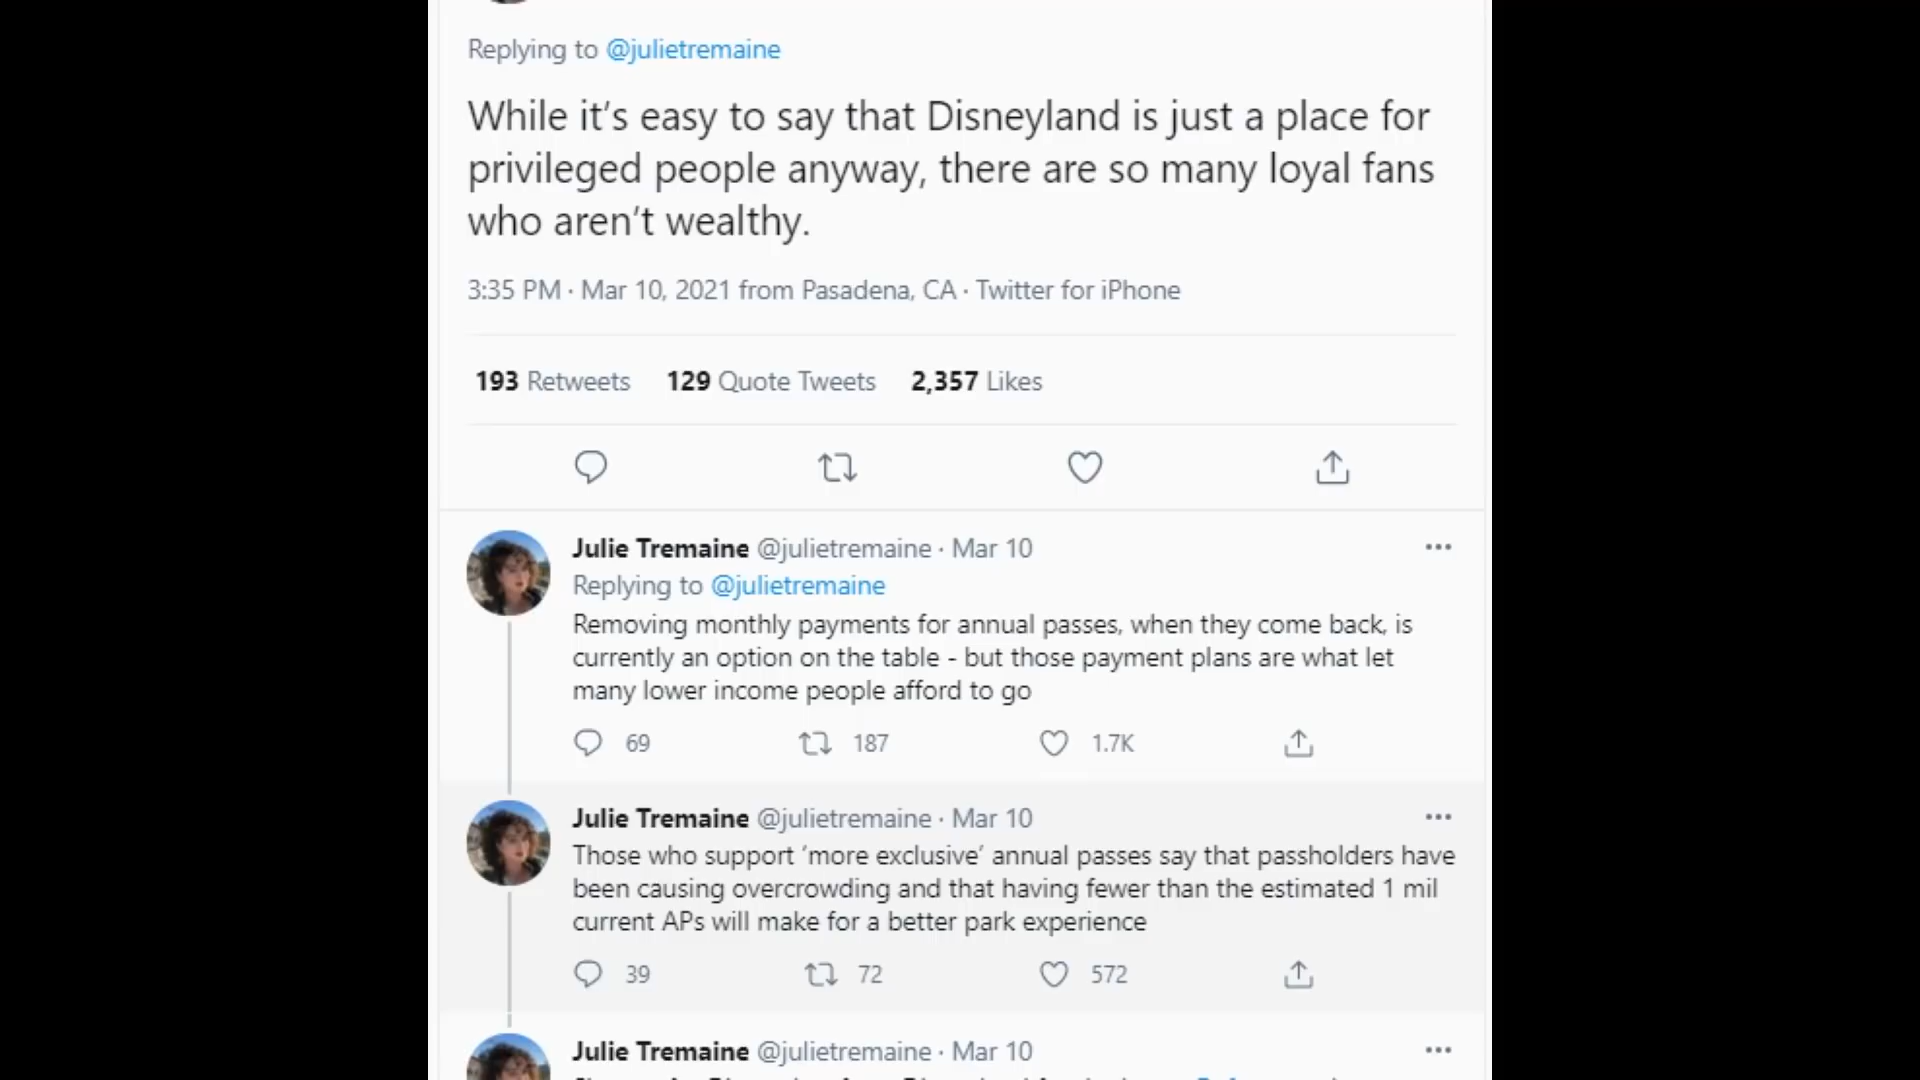 Replying to @julietremaine
While it’s easy to say that Disneyland is just a place for
privileged people anyway, there are so many loyal fans
who aren’t wealthy.
3:35 PM · Mar 10, 2021 from Pasadena, CA · Twitter for iPhone
193 Retweets 129 Quote Tweets 2,357 Likes
Julie Tremaine @julietremaine · Mar 10
Replying to @julietremaine
Removing monthly payments for annual passes, when they come back, is
currently an option on the table - but those payment plans are what let
many lower income people afford to go
69 187 1.7K
Julie Tremaine @julietremaine · Mar 10
Those who support ‘more exclusive’ annual passes say that passholders have
been causing overcrowding and that having fewer than the estimated 1 mil
current APs will make for a better park experience
39 72 572
Julie Tremaine @julietremaine · Mar 10